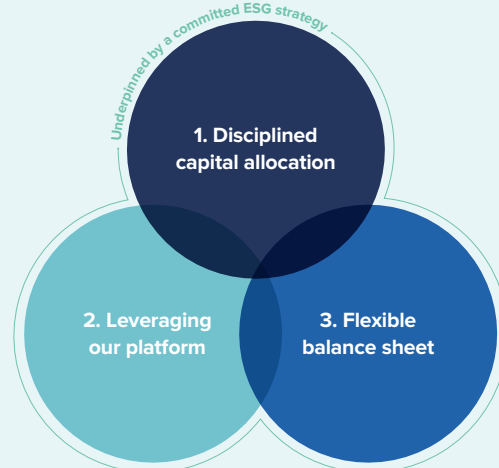 Underpinned by a committed ESG strategy
1. Disciplined
capital allocation
2. Leveraging
our platform
3. Flexible
balance sheet